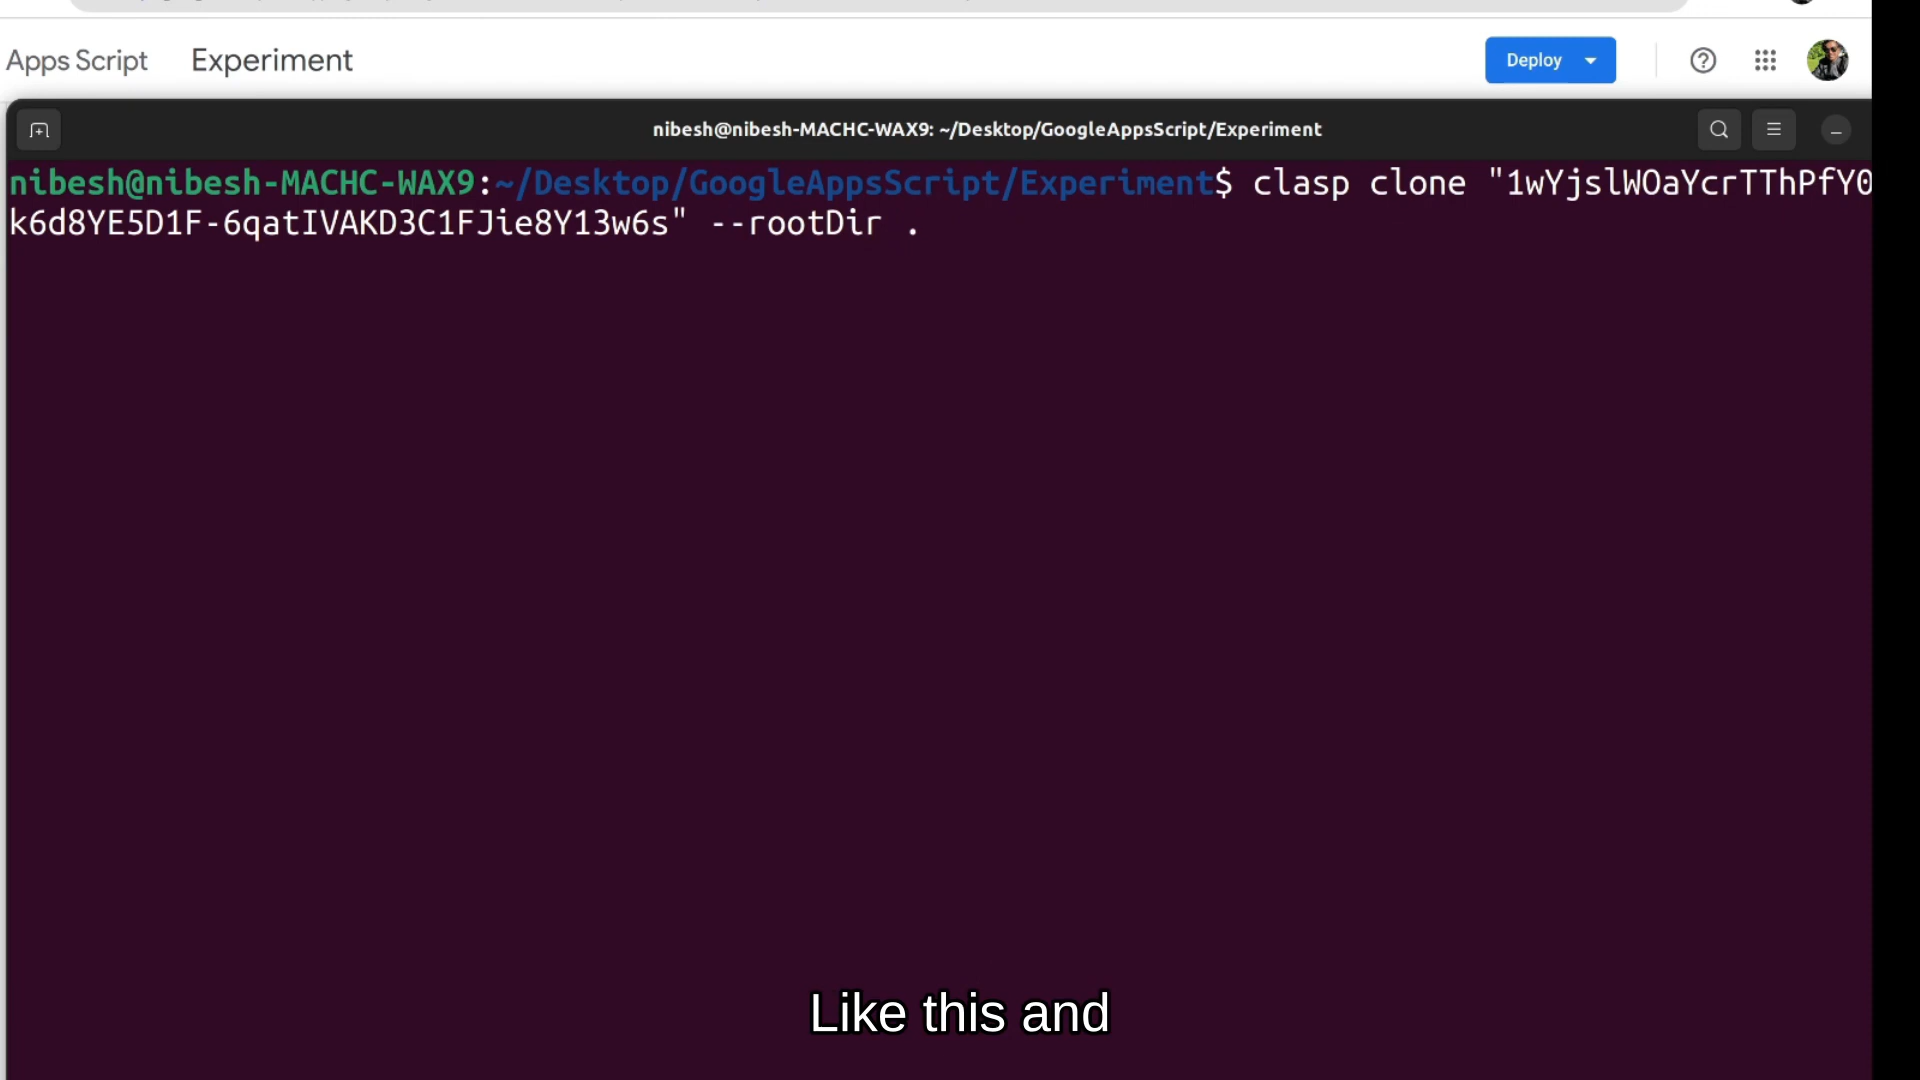 Apps Script Experiment Deploy
nibesh@nibesh-MACHC-WAX9: ~/Desktop/GoogleAppsScript/Experiment
nibesh@nibesh-MACHC-WAX9:~/Desktop/GoogleAppsScript/Experiment$ clasp clone "1wYjslWOaYcrTThPfY0
k6d8YE5D1F-6qatIVAKD3C1FJie8Y13w6s" --rootDir .
Like this and